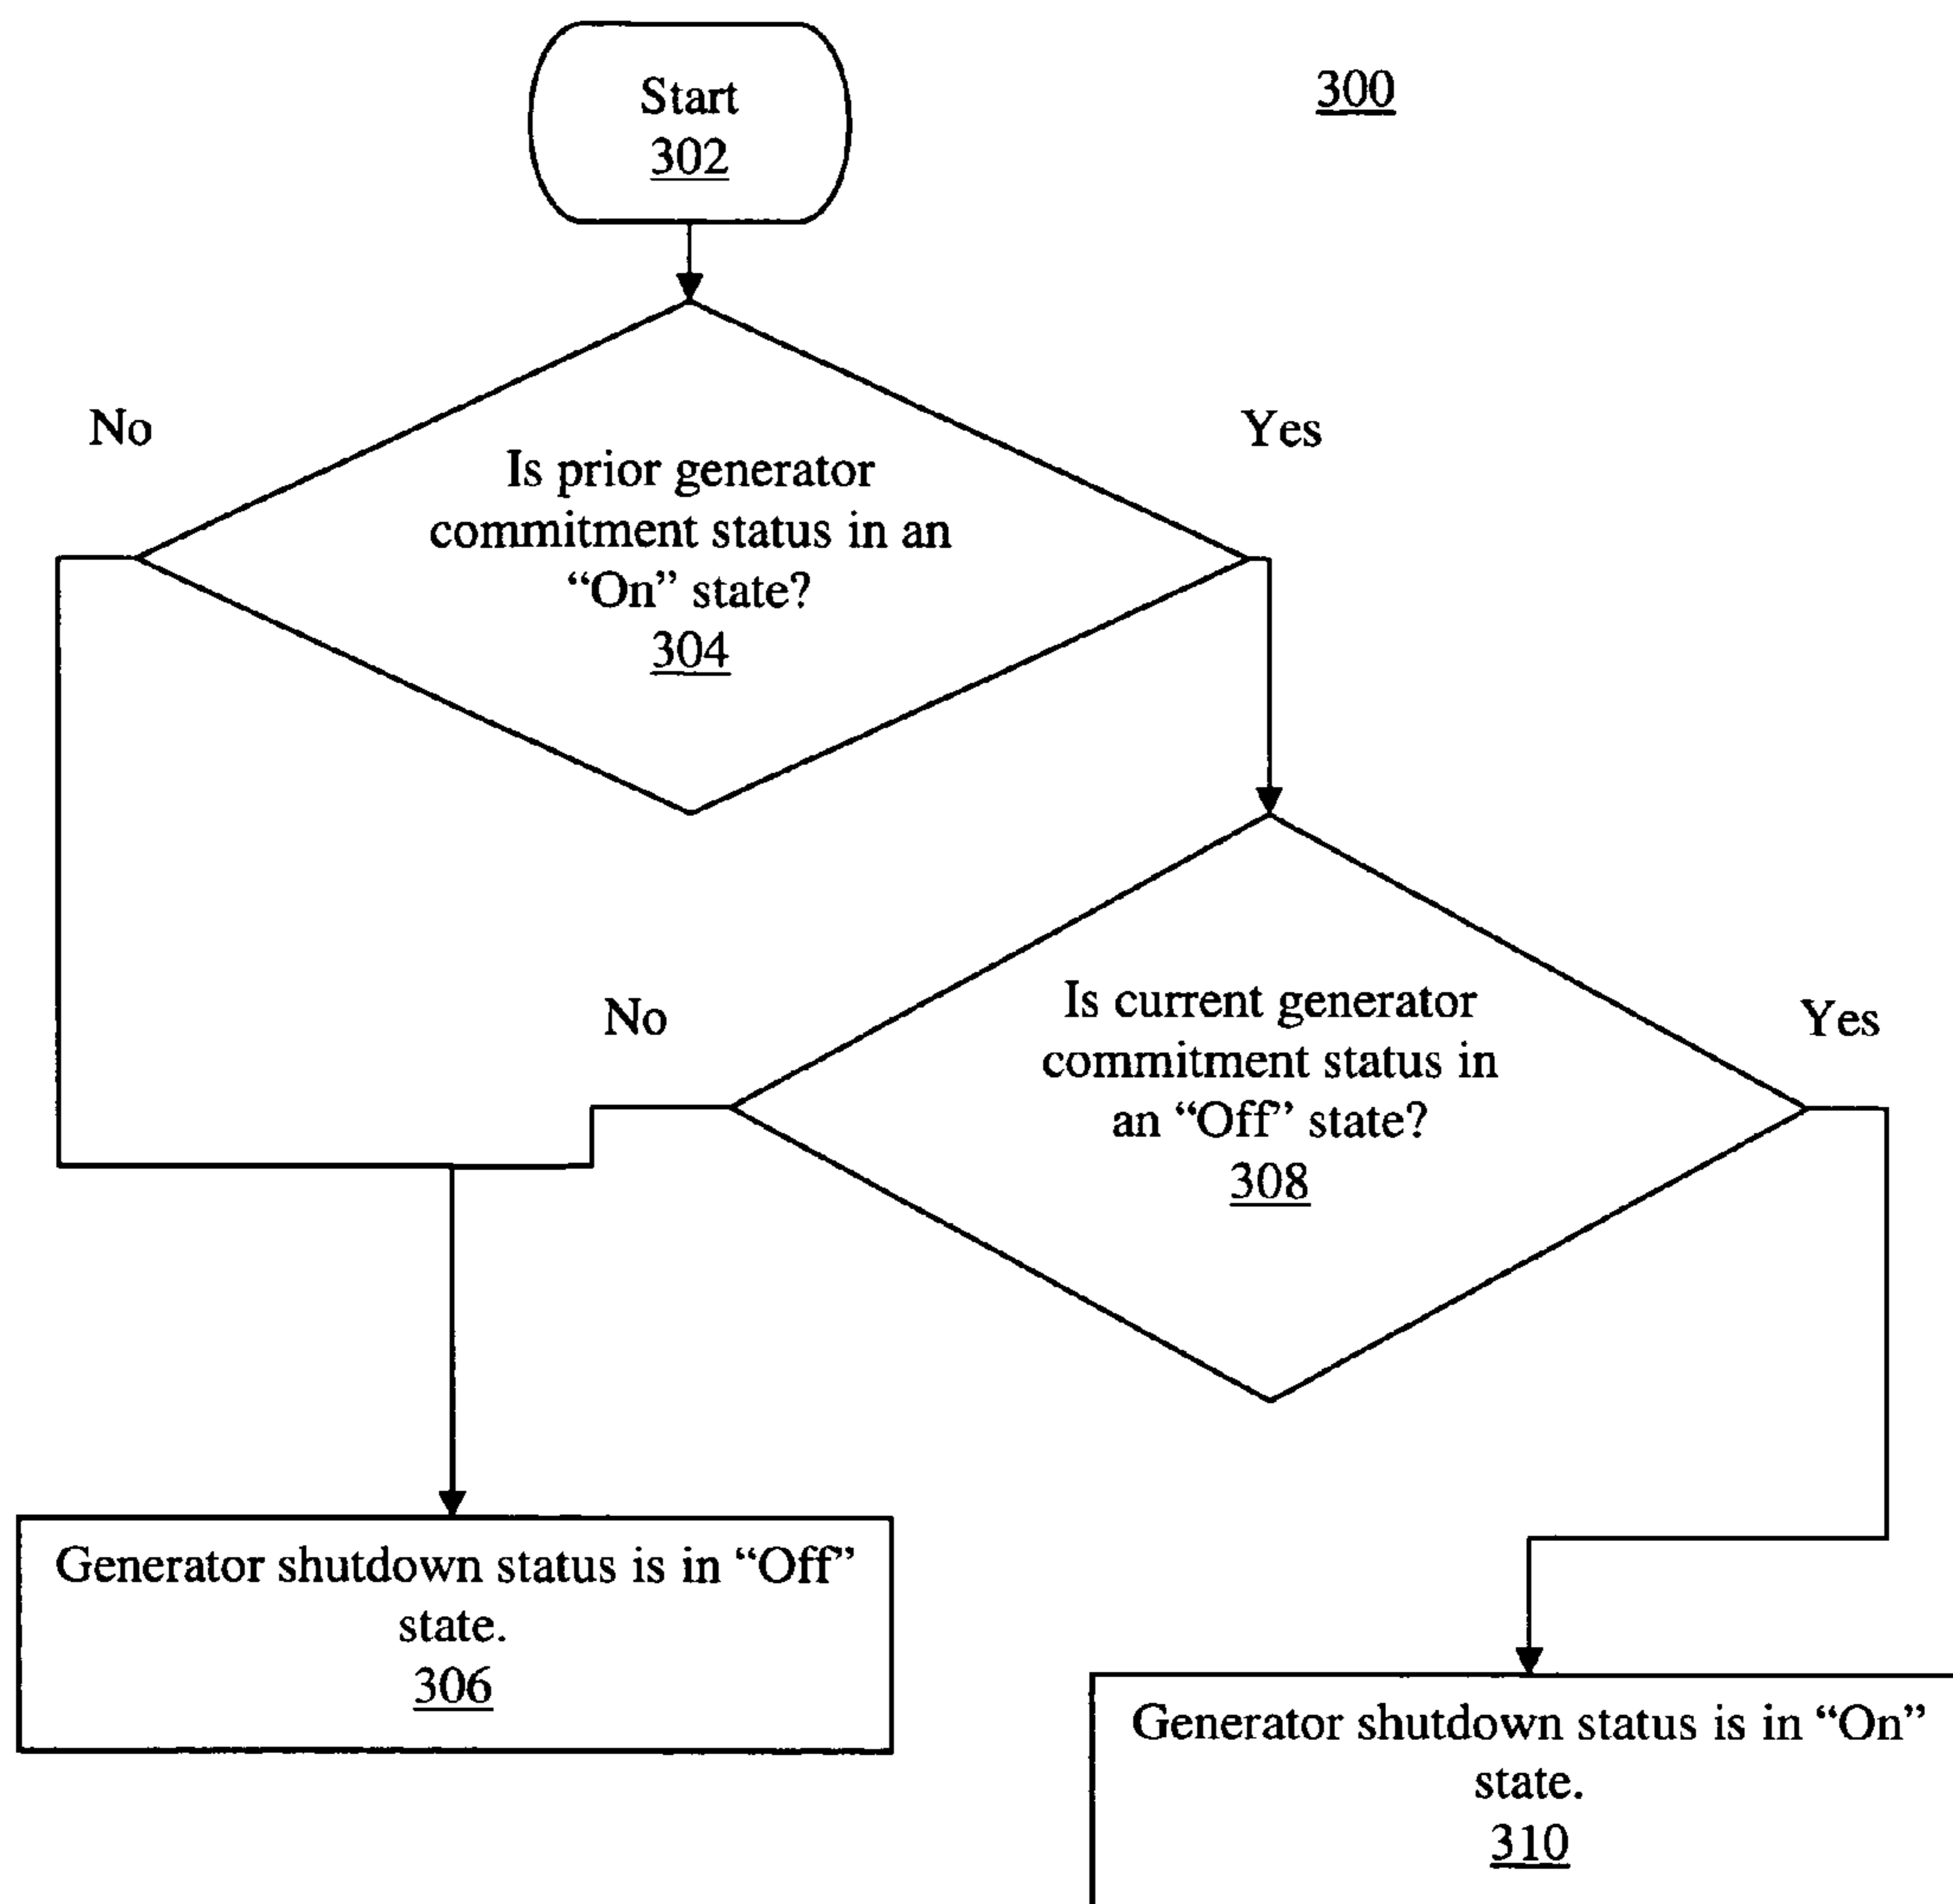 Start
302
300
No
Yes
Is prior generator
commitment status in an
“On” state?
304
No
Yes
Is current generator
commitment status in
an “Off” state?
308
Generator shutdown status is in “Off”
state.
306
Generator shutdown status is in “On”
state.
310